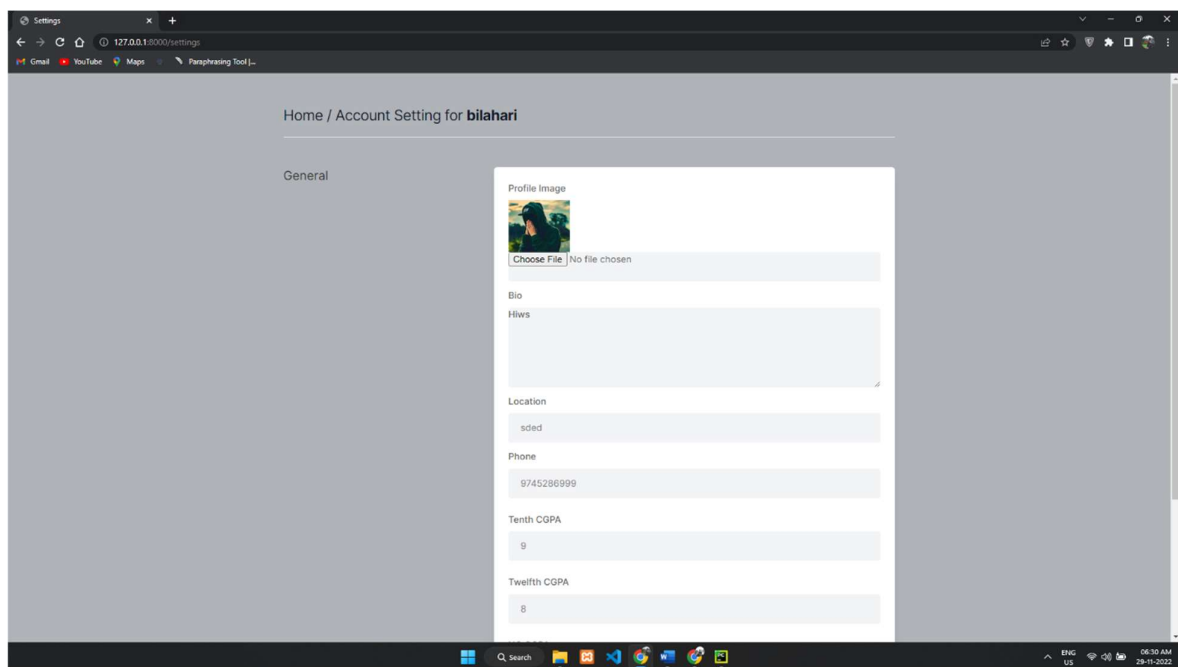 Settings
127.0.0.1:8000/settings
Gmail YouTube Maps Paraphrasing Tool |...
Home / Account Setting for bilahari
General
Profile Image
Choose File No file chosen
Bio
Hiws
Location
sded
Phone
9745286999
Tenth CGPA
9
Twelfth CGPA
8
Search
ENG
US
06:30 AM
29-11-2022